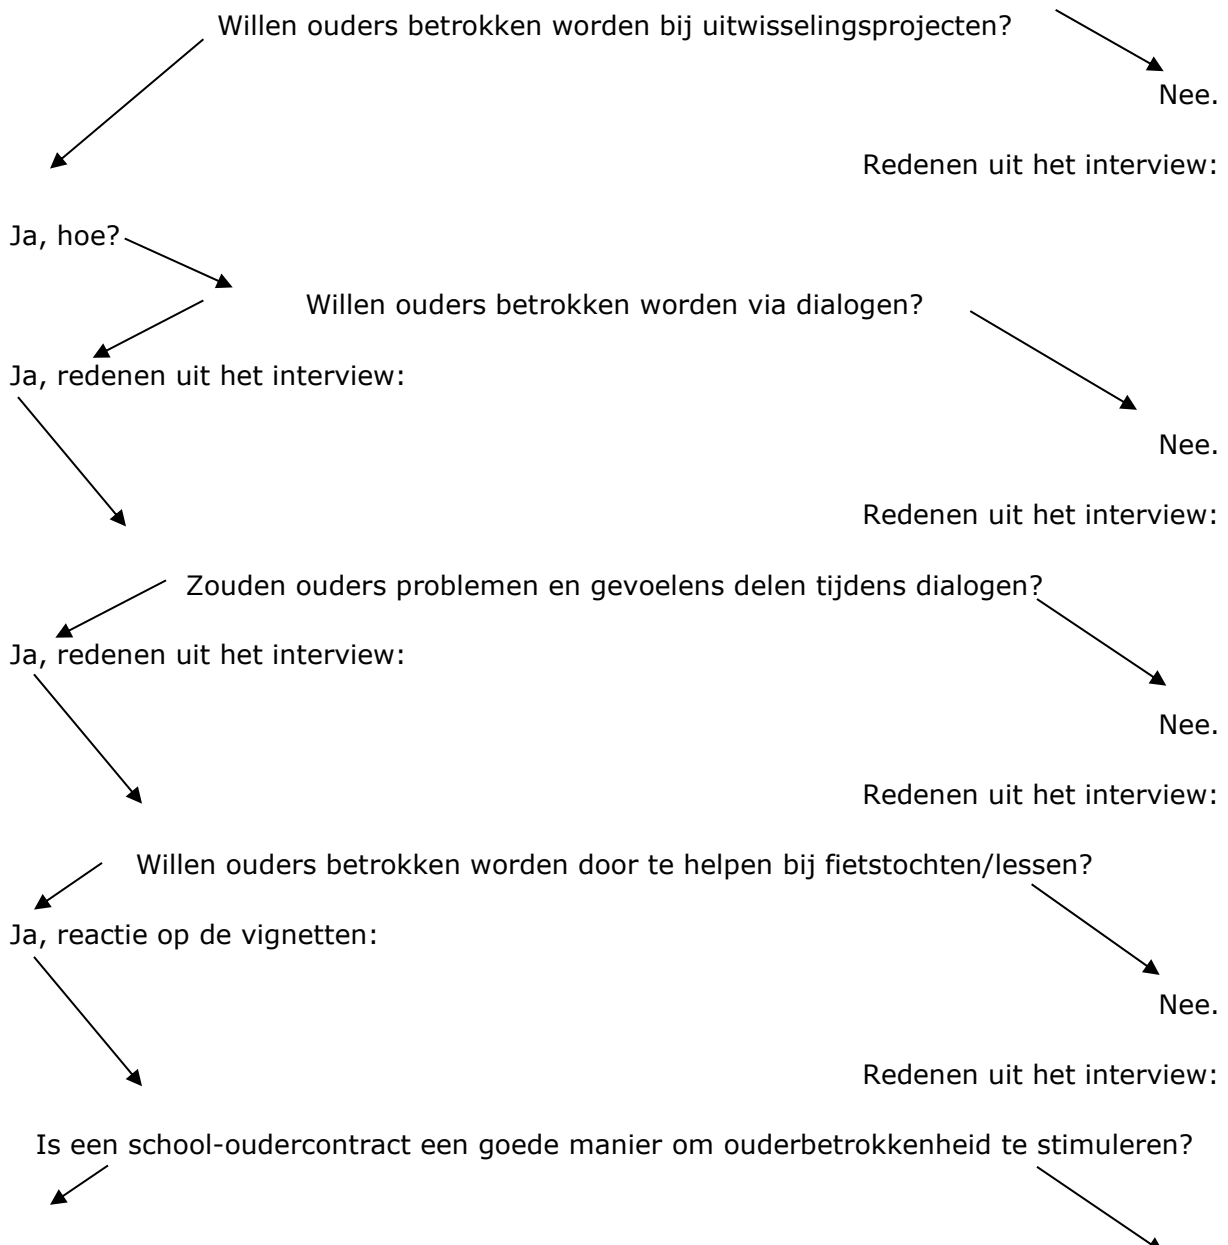 Willen ouders betrokken worden bij uitwisselingsprojecten?
Nee.
Redenen uit het interview:
Ja, hoe?
Willen ouders betrokken worden via dialogen?
Ja, redenen uit het interview:
Nee.
Redenen uit het interview:
Zouden ouders problemen en gevoelens delen tijdens dialogen?
Ja, redenen uit het interview:
Nee.
Redenen uit het interview:
Willen ouders betrokken worden door te helpen bij fietstochten/lessen?
Ja, reactie op de vignetten:
Nee.
Redenen uit het interview:
Is een school-oudercontract een goede manier om ouderbetrokkenheid te stimuleren?